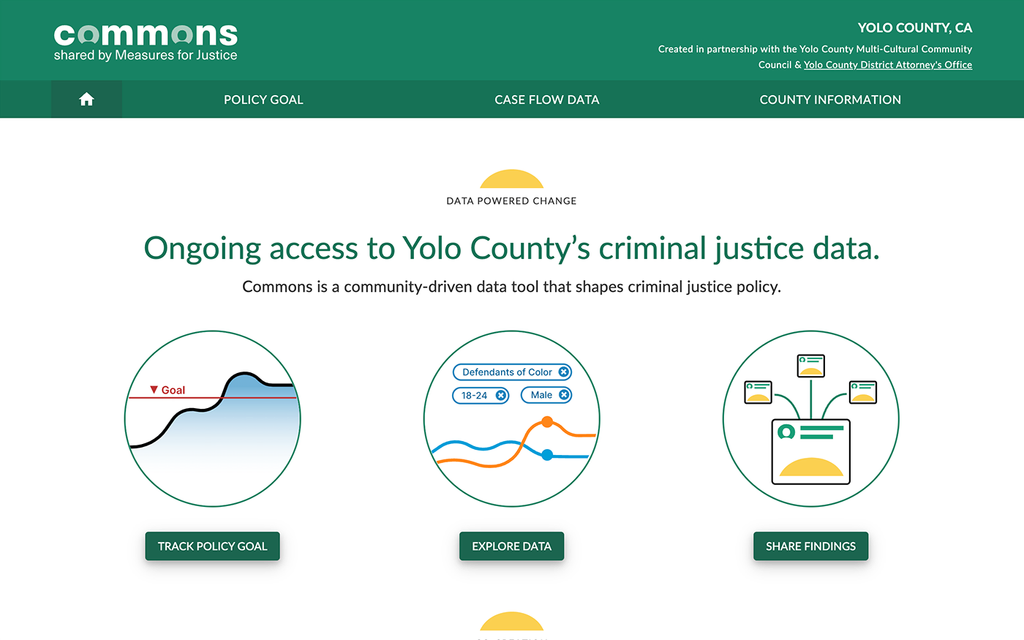 commons
shared by Measures for Justice
YOLO COUNTY, CA
Created in partnership with the Yolo County Multi-Cultural Community
Council & Yolo County District Attorney's Office
POLICY GOAL
CASE FLOW DATA
COUNTY INFORMATION
DATA POWERED CHANGE
Ongoing access to Yolo County's criminal justice data.
Commons is a community-driven data tool that shapes criminal justice policy.
Goal
Defendants of Color
18-24
Male
TRACK POLICY GOAL
EXPLORE DATA
SHARE FINDINGS